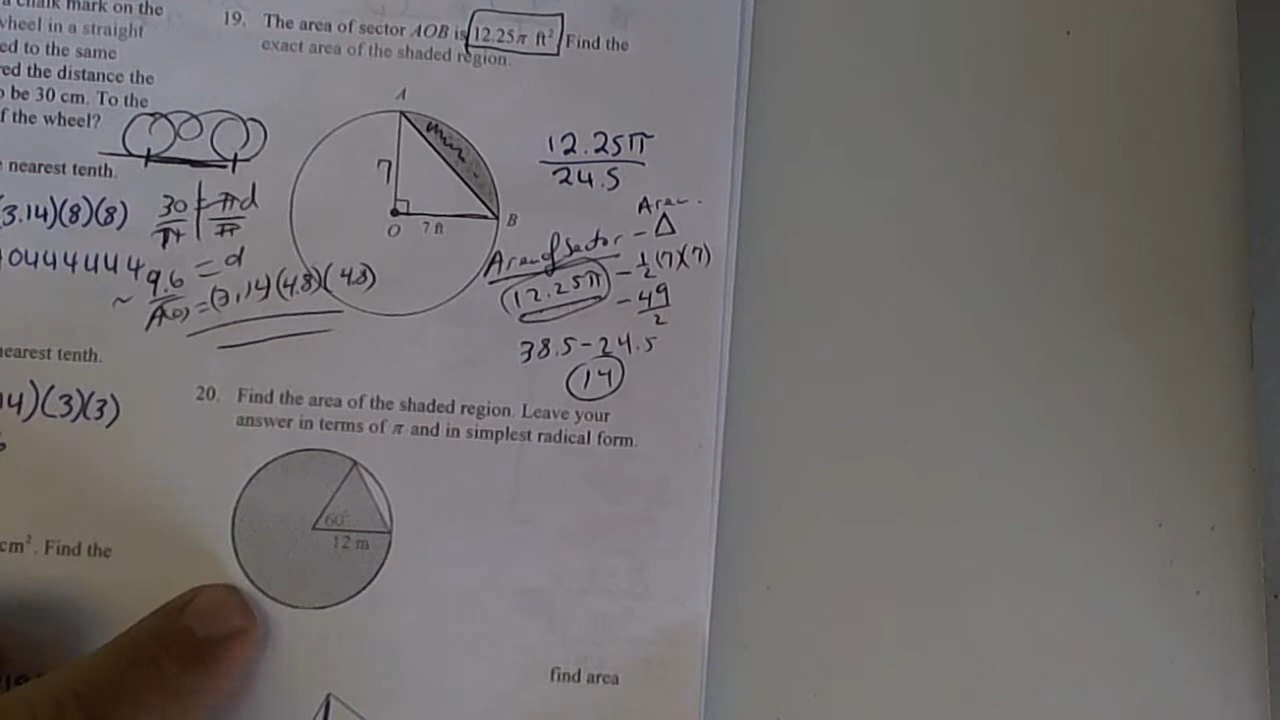 chalk mark on the
wheel in a straight
ed to the same
red the distance the
be 30 cm. To the
f the wheel?
nearest tenth.
(3.14)(8)(8)
30 = πd
π π
04444444
9.6 = d
~ A(o) = (3.14)(4.8)(4.8)
nearest tenth.
14)(3)(3)
cm². Find the
19. The area of sector AOB is 12.25π ft². Find the
exact area of the shaded region.
A
7
O 7 ft B
12.25π
24.5
Area of Sector - Area Δ
12.25π - ½(7)(7)
- 49
2
38.5 - 24.5
14
20. Find the area of the shaded region. Leave your
answer in terms of π and in simplest radical form.
60°
12 m
find area